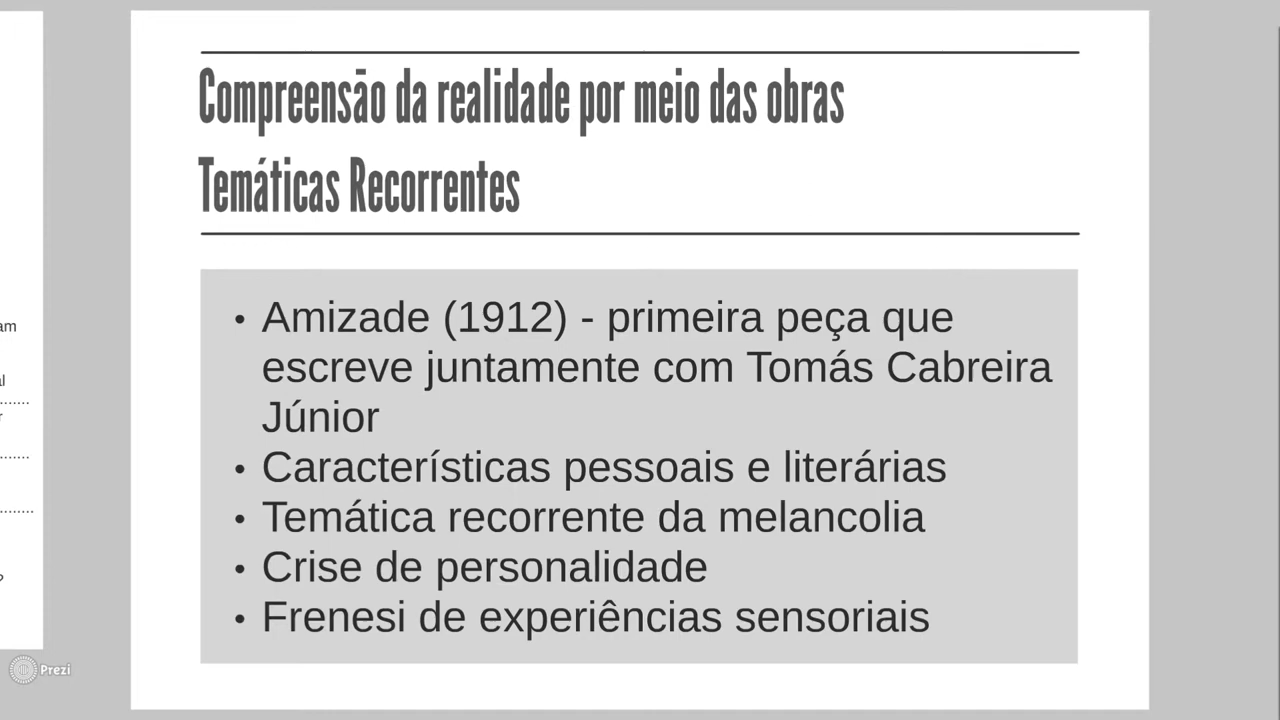 Compreensão da realidade por meio das obras
Temáticas Recorrentes
• Amizade (1912) - primeira peça que
escreve juntamente com Tomás Cabreira
Júnior
• Características pessoais e literárias
• Temática recorrente da melancolia
• Crise de personalidade
• Frenesi de experiências sensoriais
am
r
?
Prezi